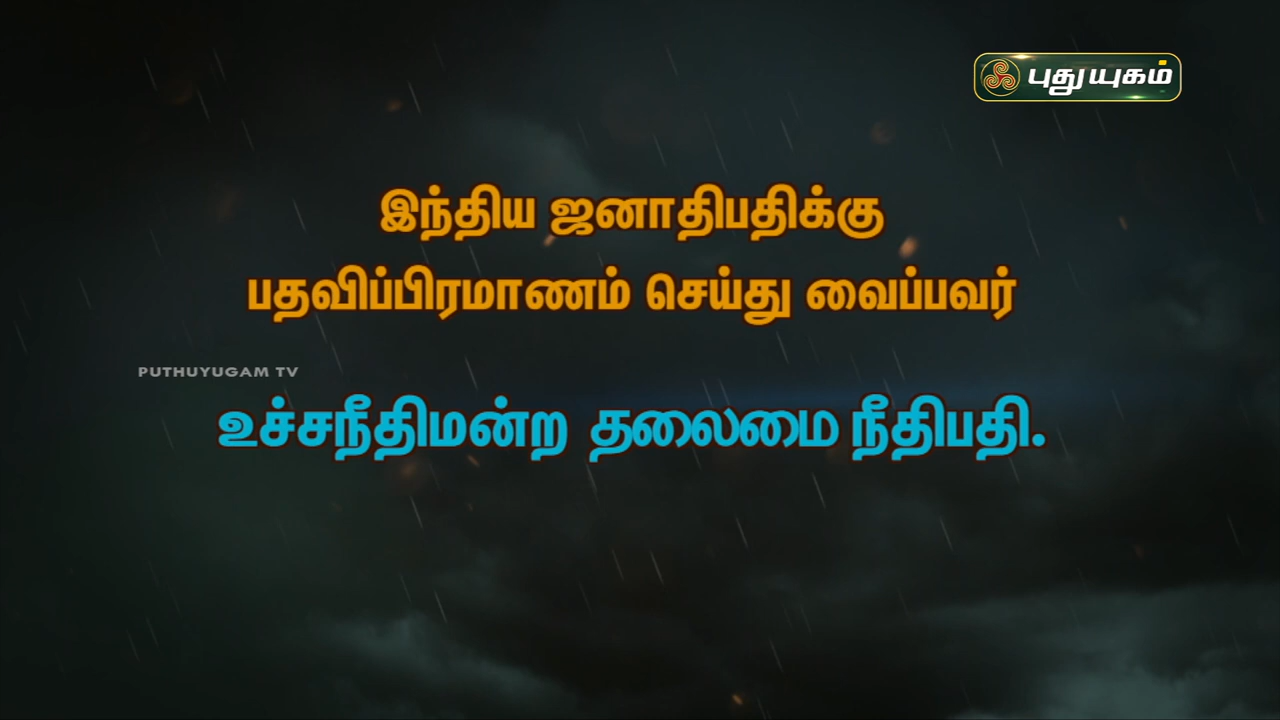 புதுயுகம்
இந்திய ஜனாதிபதிக்கு
பதவிப்பிரமாணம் செய்து வைப்பவர்
PUTHUYUGAM TV
உச்சநீதிமன்ற தலைமை நீதிபதி.